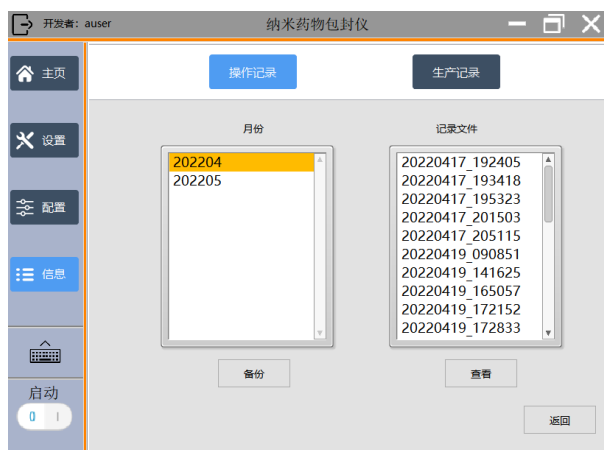 开发者: auser
纳米药物包封仪
主页
操作记录
生产记录
设置
配置
信息
启动
月份
202204
202205
备份
记录文件
20220417_192405
20220417_193418
20220417_195323
20220417_201503
20220417_205115
20220419_090851
20220419_141625
20220419_165057
20220419_172152
20220419_172833
查看
返回